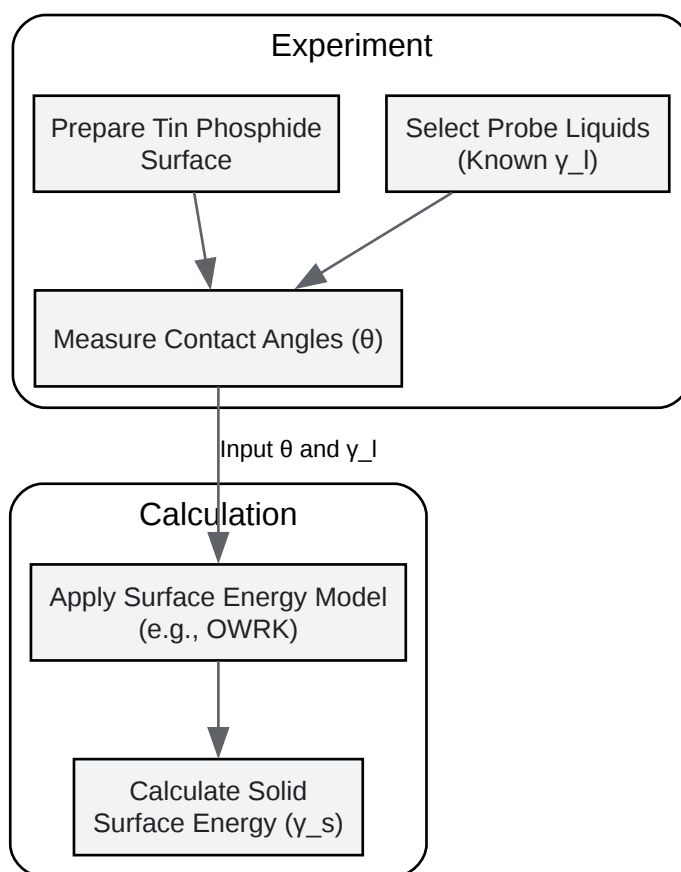 Experiment
Prepare Tin Phosphide
Surface
Select Probe Liquids
(Known γ_l)
Measure Contact Angles (θ)
Input θ and γ_l
Calculation
Apply Surface Energy Model
(e.g., OWRK)
Calculate Solid
Surface Energy (γ_s)